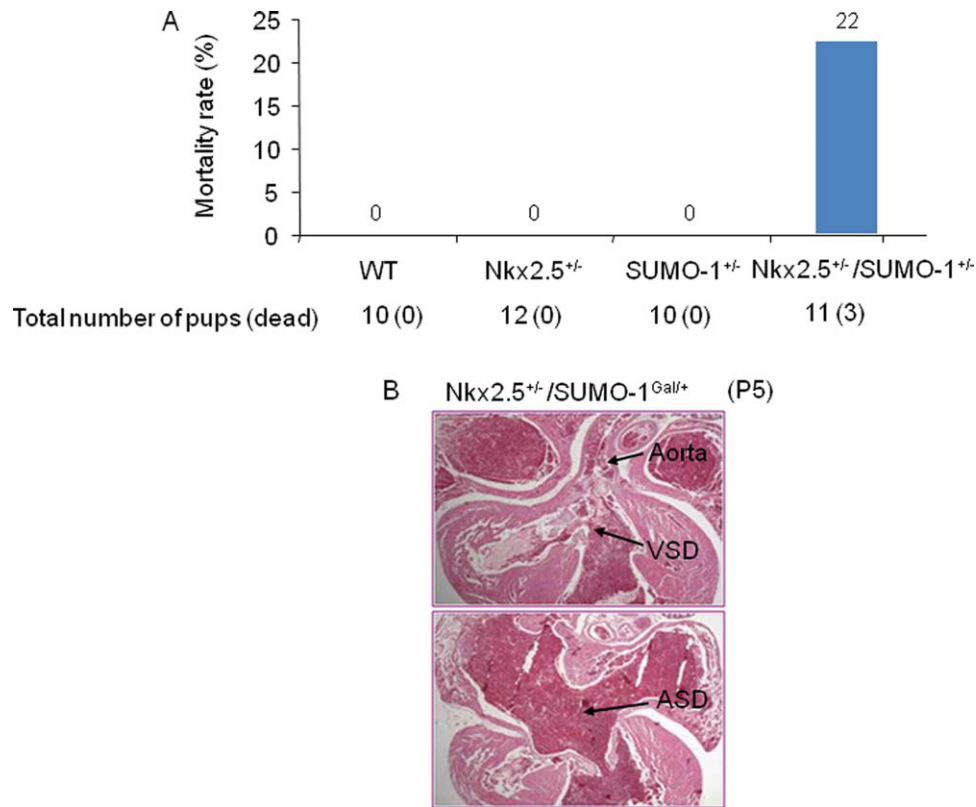 A
Mortality rate (%)
25
20
15
10
5
0
0
0
0
22
WT
Nkx2.5+/-
SUMO-1+/-
Nkx2.5+/-/SUMO-1+/-
Total number of pups (dead)
10 (0)
12 (0)
10 (0)
11 (3)
B
Nkx2.5+/-/SUMO-1Gal/+
(P5)
Aorta
VSD
ASD